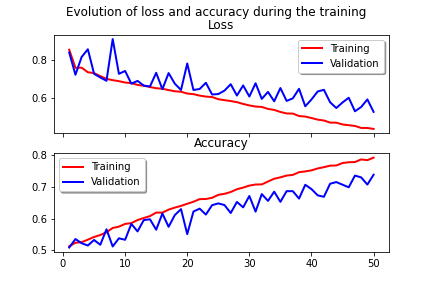 Evolution of loss and accuracy during the training
Loss
Training
Validation
0.8
0.6
Accuracy
Training
Validation
0.8
0.7
0.6
0.5
0 10 20 30 40 50